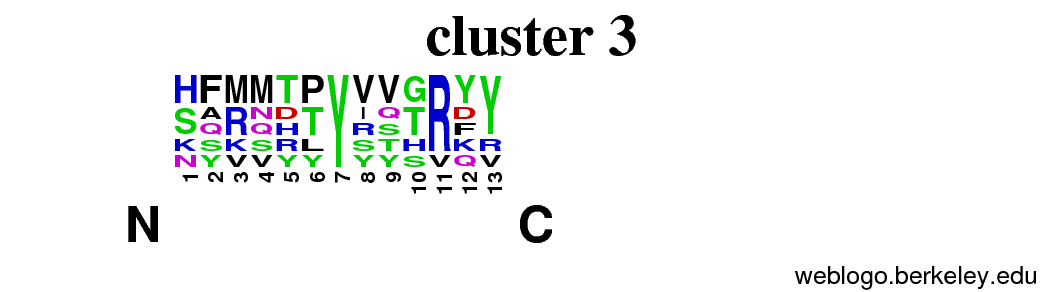 cluster 3
H F M M T P Y V V G R Y Y
S A R N D T I Q T D
Q Q H R S F
K S K S R L S T H K R
N Y V V Y Y Y Y S V Q V
1 2 3 4 5 6 7 8 9 10 11 12 13
N C
weblogo.berkeley.edu